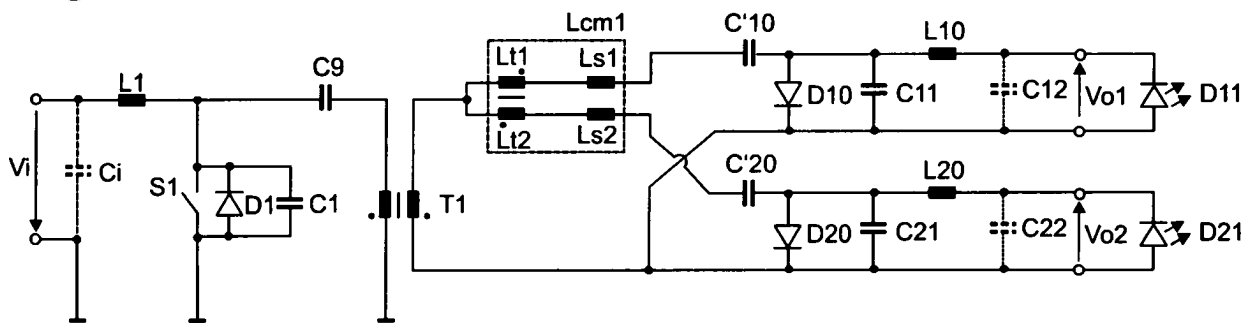 Lcm1
C'10
L10
Lt1
Ls1
L1
C9
D10
C11
C12
Vo1
D11
Lt2
Ls2
C'20
L20
Vi
Ci
S1
D1
C1
T1
D20
C21
C22
Vo2
D21